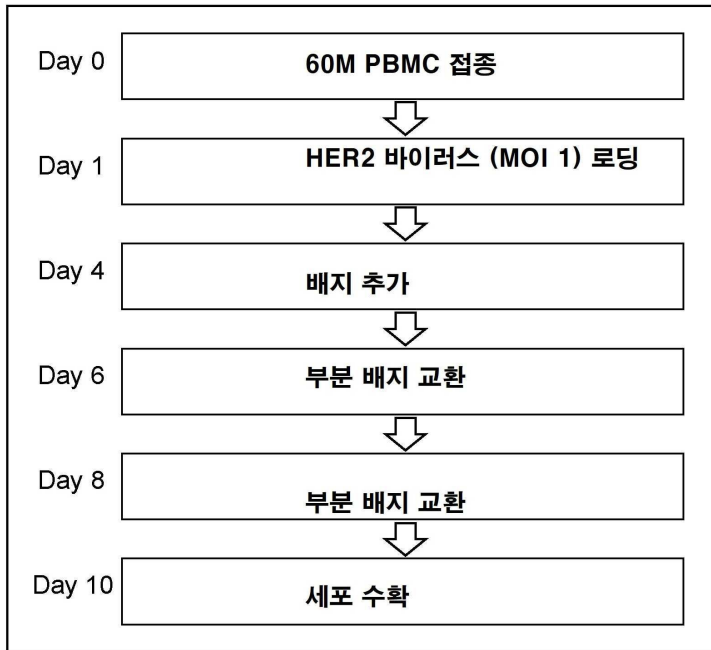 Day 0
60M PBMC 접종
Day 1
HER2 바이러스 (MOI 1) 로딩
Day 4
배지 추가
Day 6
부분 배지 교환
Day 8
부분 배지 교환
Day 10
세포 수확